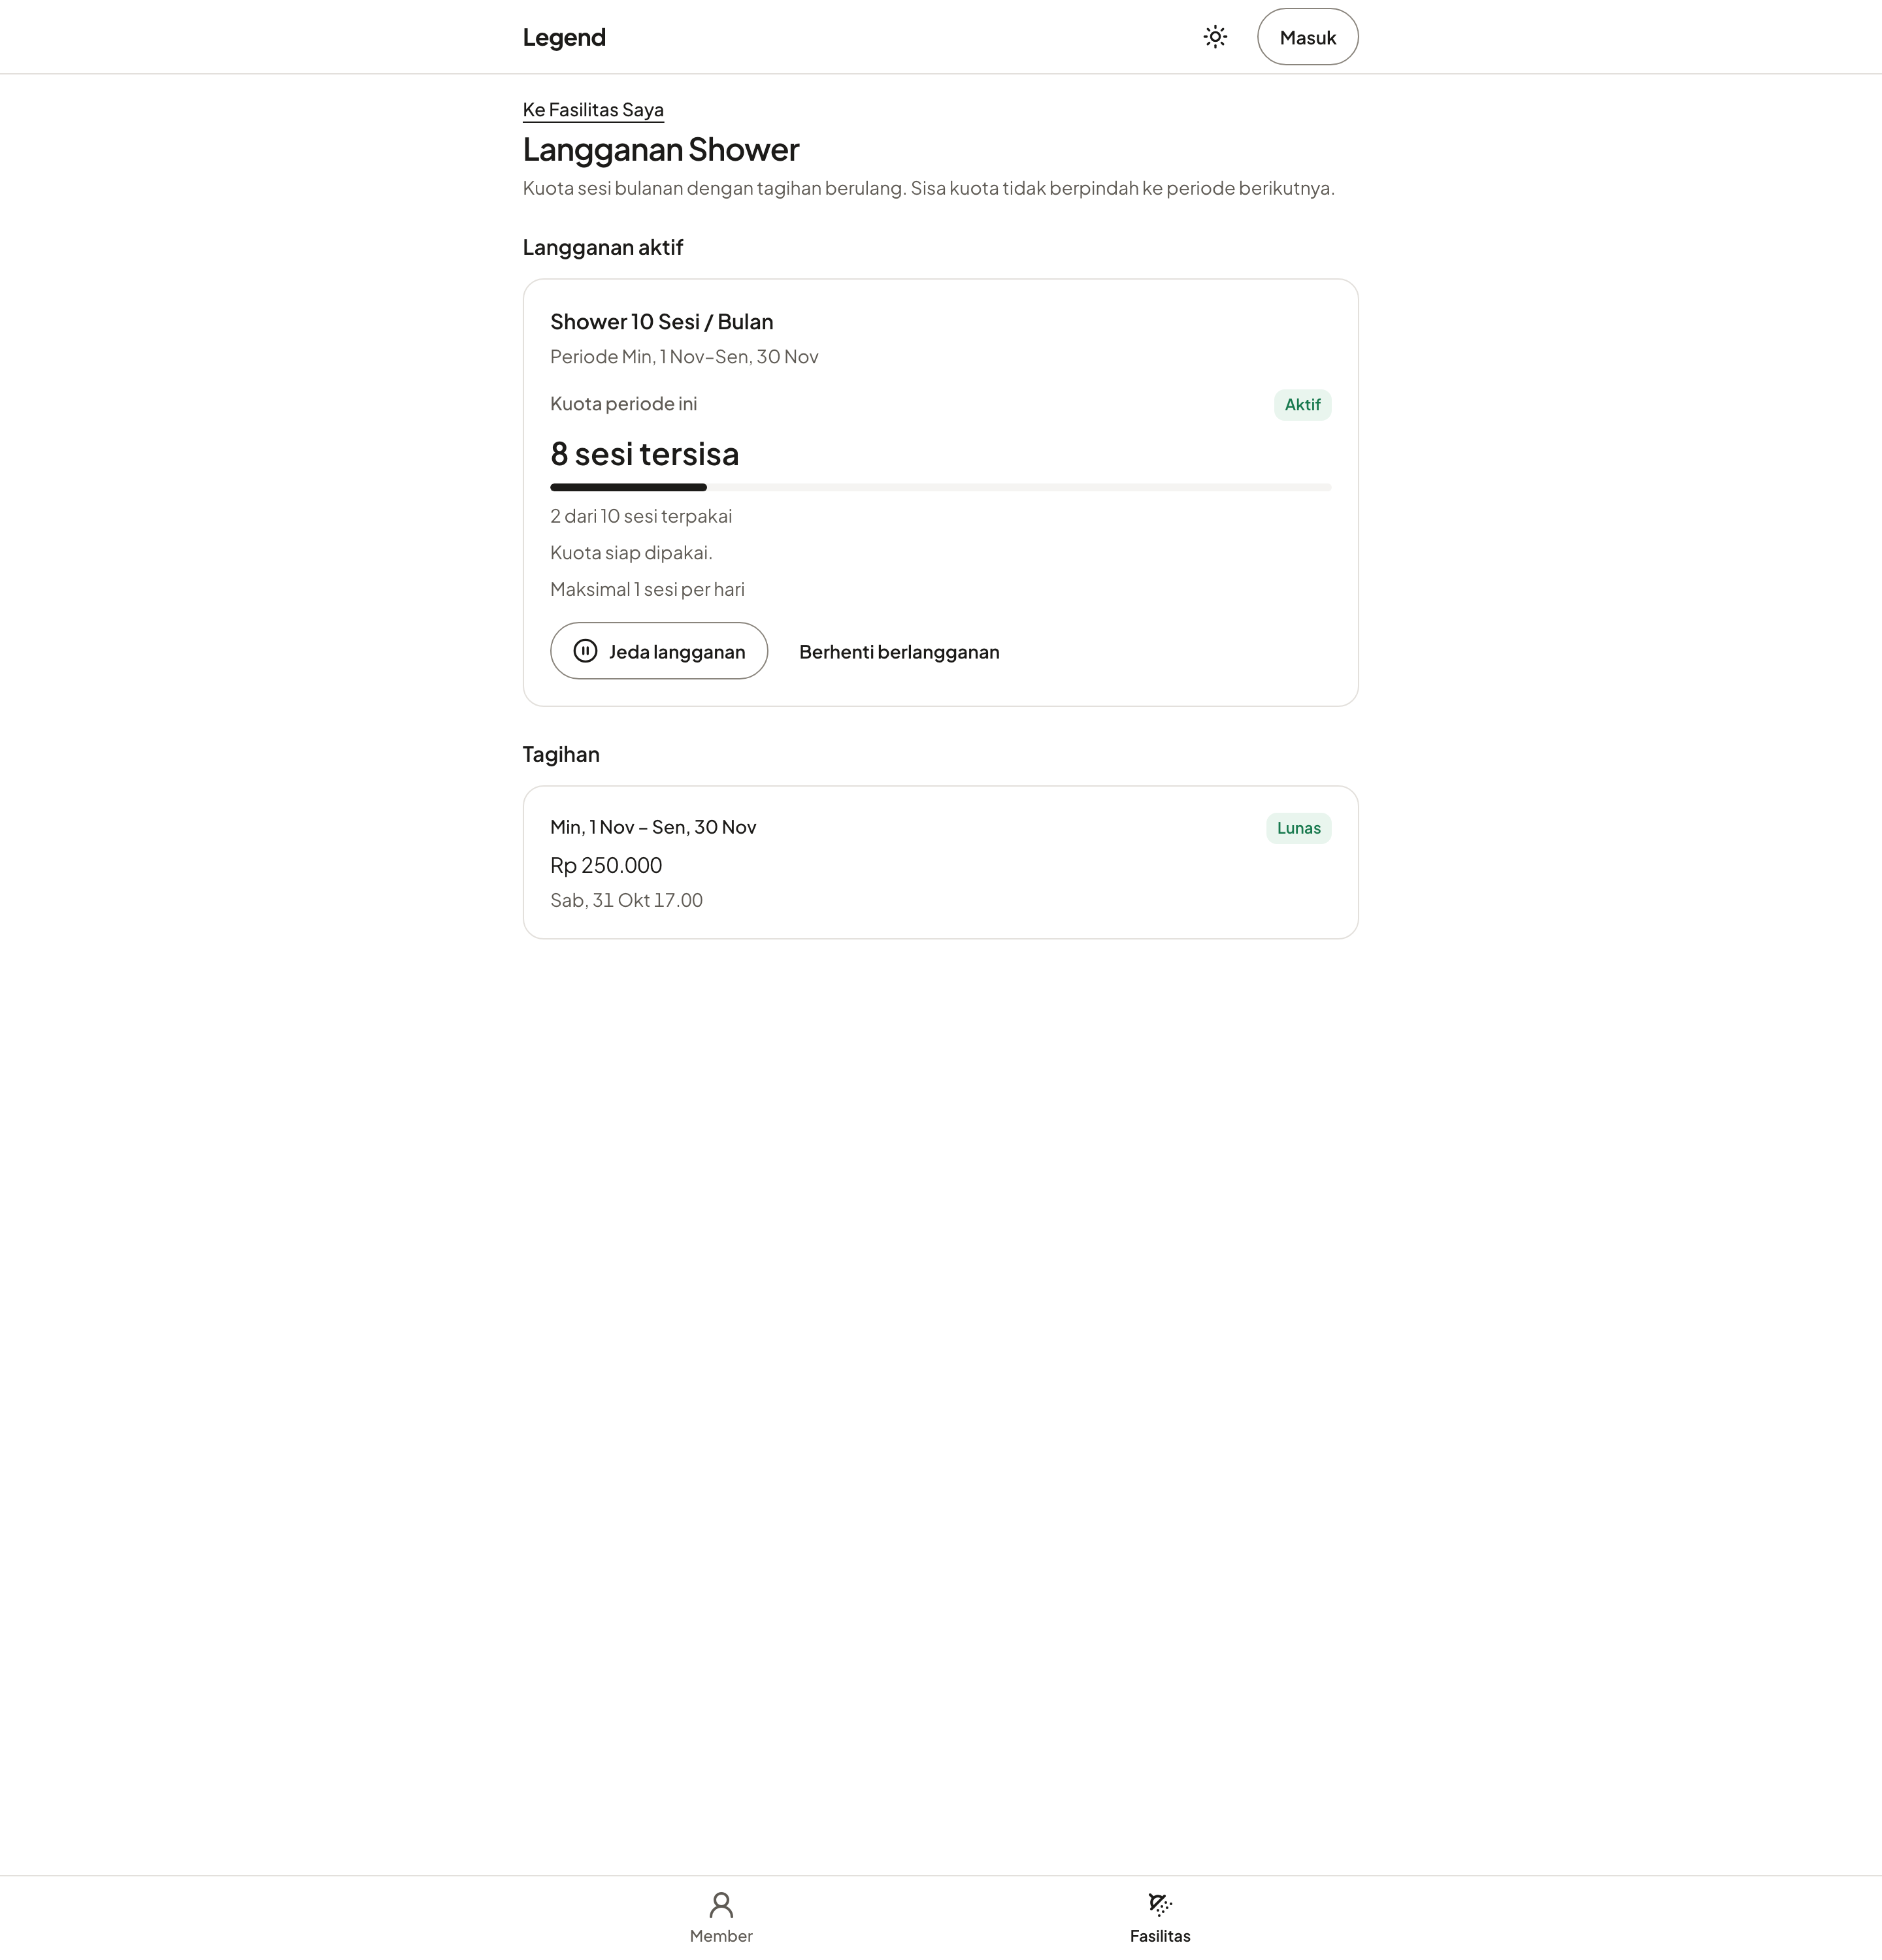 Legend
Masuk
Ke Fasilitas Saya
Langganan Shower
Kuota sesi bulanan dengan tagihan berulang. Sisa kuota tidak berpindah ke periode berikutnya.
Langganan aktif
Shower 10 Sesi / Bulan
Periode Min, 1 Nov–Sen, 30 Nov
Kuota periode ini
Aktif
8 sesi tersisa
2 dari 10 sesi terpakai
Kuota siap dipakai.
Maksimal 1 sesi per hari
Jeda langganan
Berhenti berlangganan
Tagihan
Min, 1 Nov – Sen, 30 Nov
Lunas
Rp 250.000
Sab, 31 Okt 17.00
Member
Fasilitas